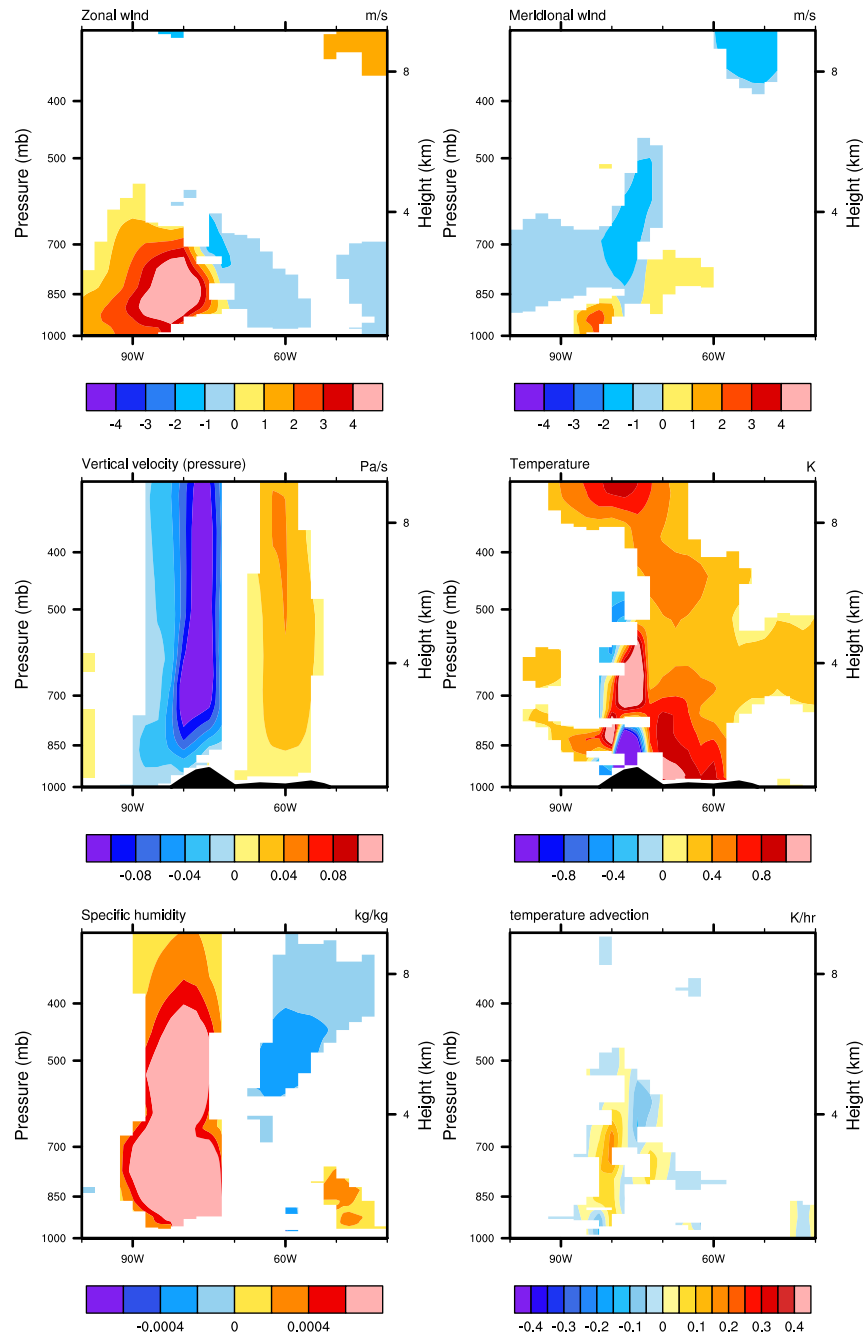 Zonal wind m/s
Pressure (mb)
400
500
700
850
1000
8
4
Height (km)
90W 60W
-4 -3 -2 -1 0 1 2 3 4
Meridional wind m/s
Pressure (mb)
400
500
700
850
1000
8
4
Height (km)
90W 60W
-4 -3 -2 -1 0 1 2 3 4
Vertical velocity (pressure) Pa/s
Pressure (mb)
400
500
700
850
1000
8
4
Height (km)
90W 60W
-0.08 -0.04 0 0.04 0.08
Temperature K
Pressure (mb)
400
500
700
850
1000
8
4
Height (km)
90W 60W
-0.8 -0.4 0 0.4 0.8
Specific humidity kg/kg
Pressure (mb)
400
500
700
850
1000
8
4
Height (km)
90W 60W
-0.0004 0 0.0004
temperature advection K/hr
Pressure (mb)
400
500
700
850
1000
8
4
Height (km)
90W 60W
-0.4 -0.3 -0.2 -0.1 0 0.1 0.2 0.3 0.4